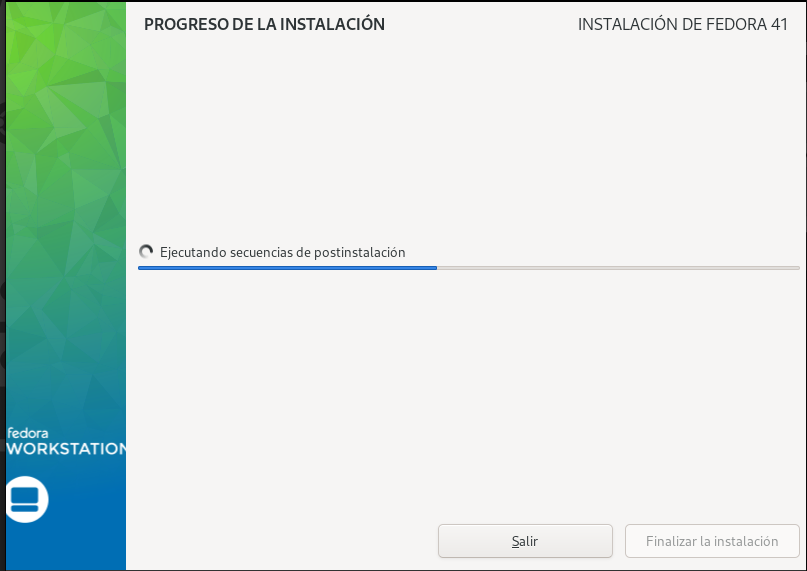 PROGRESO DE LA INSTALACIÓN
INSTALACIÓN DE FEDORA 41
Ejecutando secuencias de postinstalación
fedora
WORKSTATION
Salir
Finalizar la instalación